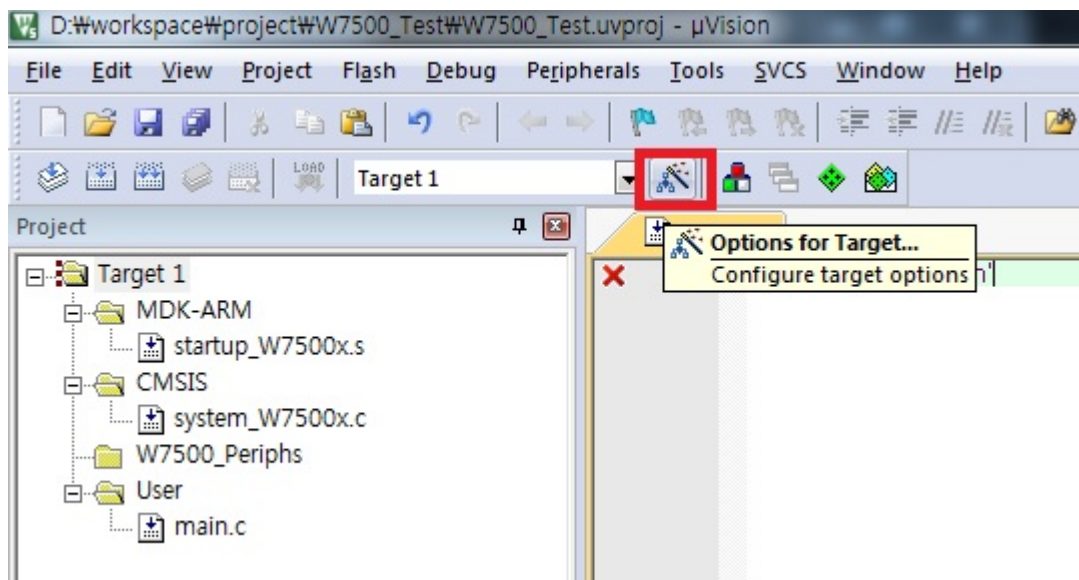 D:₩workspace₩project₩W7500_Test₩W7500_Test.uvproj - µVision
File Edit View Project Flash Debug Peripherals Tools SVCS Window Help
LOAD
Target 1
Project
Options for Target...
Configure target options
Target 1
MDK-ARM
startup_W7500x.s
CMSIS
system_W7500x.c
W7500_Periphs
User
main.c